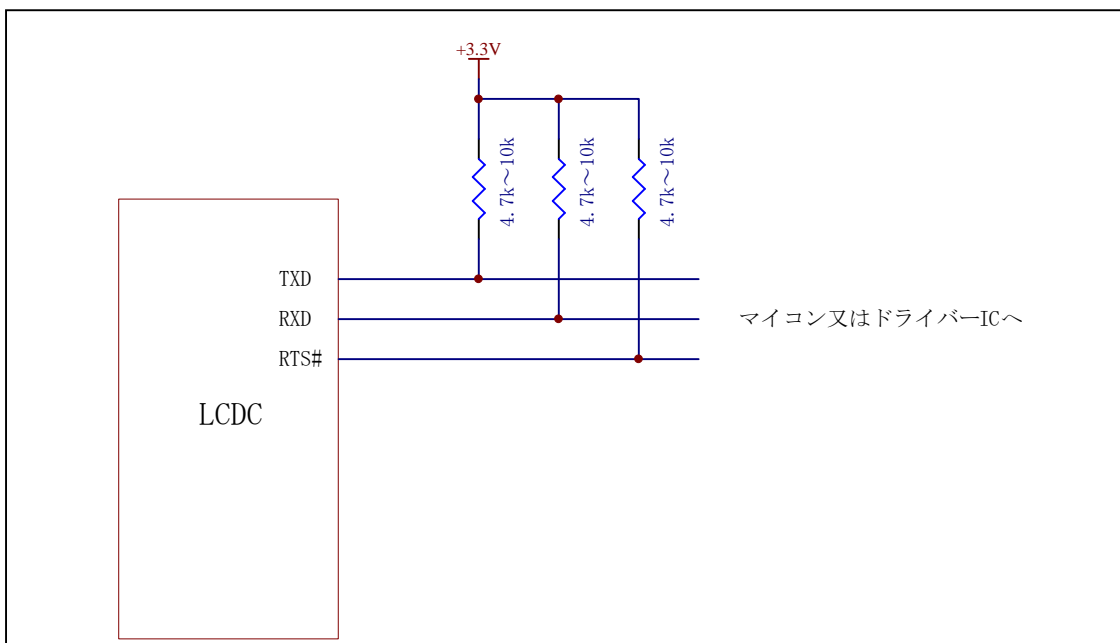 +3.3V
4.7k～10k
4.7k～10k
4.7k～10k
TXD
RXD
マイコン又はドライバーICへ
RTS#
LCDC